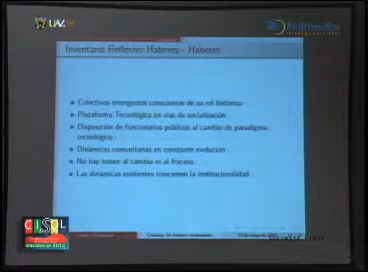 UAZ
Multimedios
Inventario Reflexivo Haberes – Haberes
Colectivos emergentes conscientes de su rol histórico
Plataforma Tecnológica en vías de socialización
Disposición de funcionarios públicos al cambio de paradigma
tecnológico
Dinámicas comunitarias en constante evolución
No hay temor al cambio ni al fracaso
Las dinámicas existentes trascienen la institucionalidad
CISL